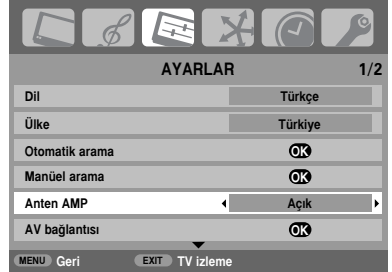 AYARLAR 1/2
Dil Türkçe
Ülke Türkiye
Otomatik arama OK
Manüel arama OK
Anten AMP Açık
AV bağlantısı OK
MENU Geri EXIT TV izleme